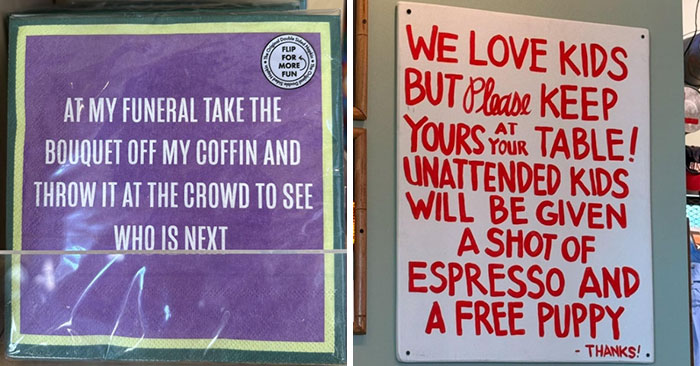 FLIP
FOR
MORE
FUN
AT MY FUNERAL TAKE THE
BOUQUET OFF MY COFFIN AND
THROW IT AT THE CROWD TO SEE
WHO IS NEXT
WE LOVE KIDS
BUT Please KEEP
YOURS AT YOUR TABLE!
UNATTENDED KIDS
WILL BE GIVEN
A SHOT OF
ESPRESSO AND
A FREE PUPPY
- THANKS!